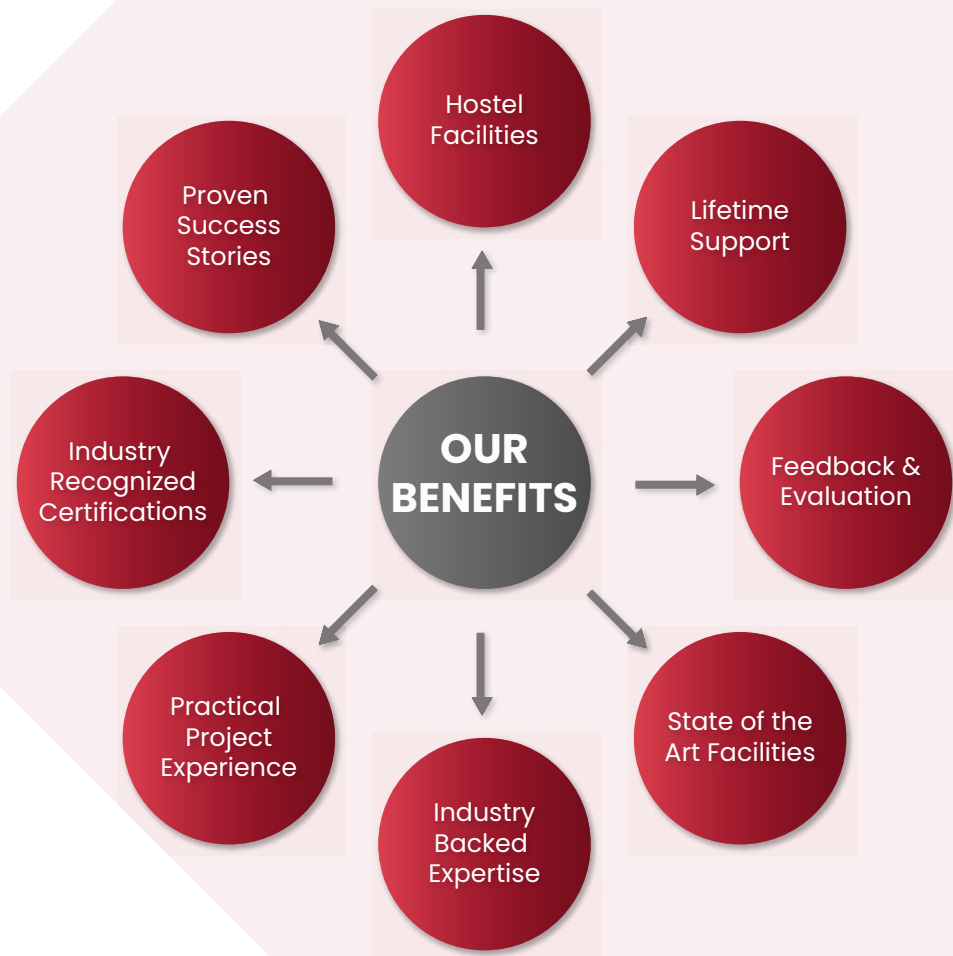 Hostel
Facilities
Proven
Success
Stories
Lifetime
Support
OUR
BENEFITS
Industry
Recognized
Certifications
Feedback &
Evaluation
Practical
Project
Experience
State of the
Art Facilities
Industry
Backed
Expertise